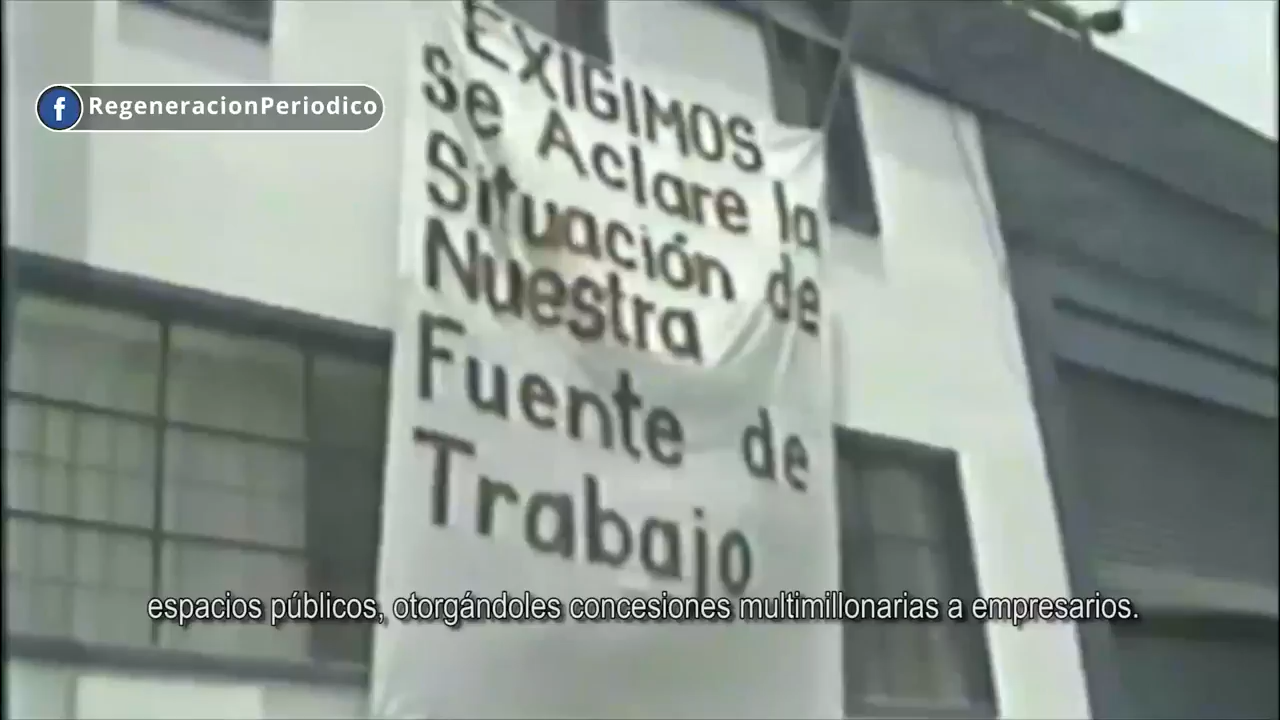 RegeneracionPeriodico
EXIGIMOS
Se Aclare la
Situación de
Nuestra
Fuente de
Trabajo
espacios públicos, otorgándoles concesiones multimillonarias a empresarios.